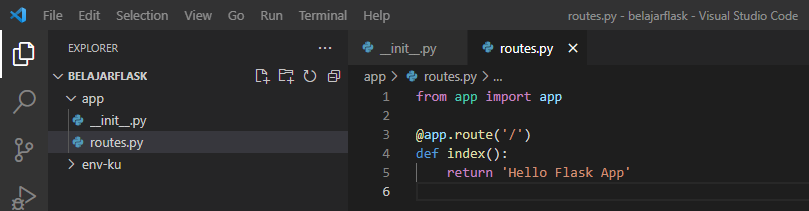 File Edit Selection View Go Run Terminal Help routes.py - belajarflask - Visual Studio Code
EXPLORER
BELAJARFLASK
app
__init__.py
routes.py
env-ku
__init__.py routes.py
app > routes.py > ...
1 from app import app
2
3 @app.route('/')
4 def index():
5 return 'Hello Flask App'
6